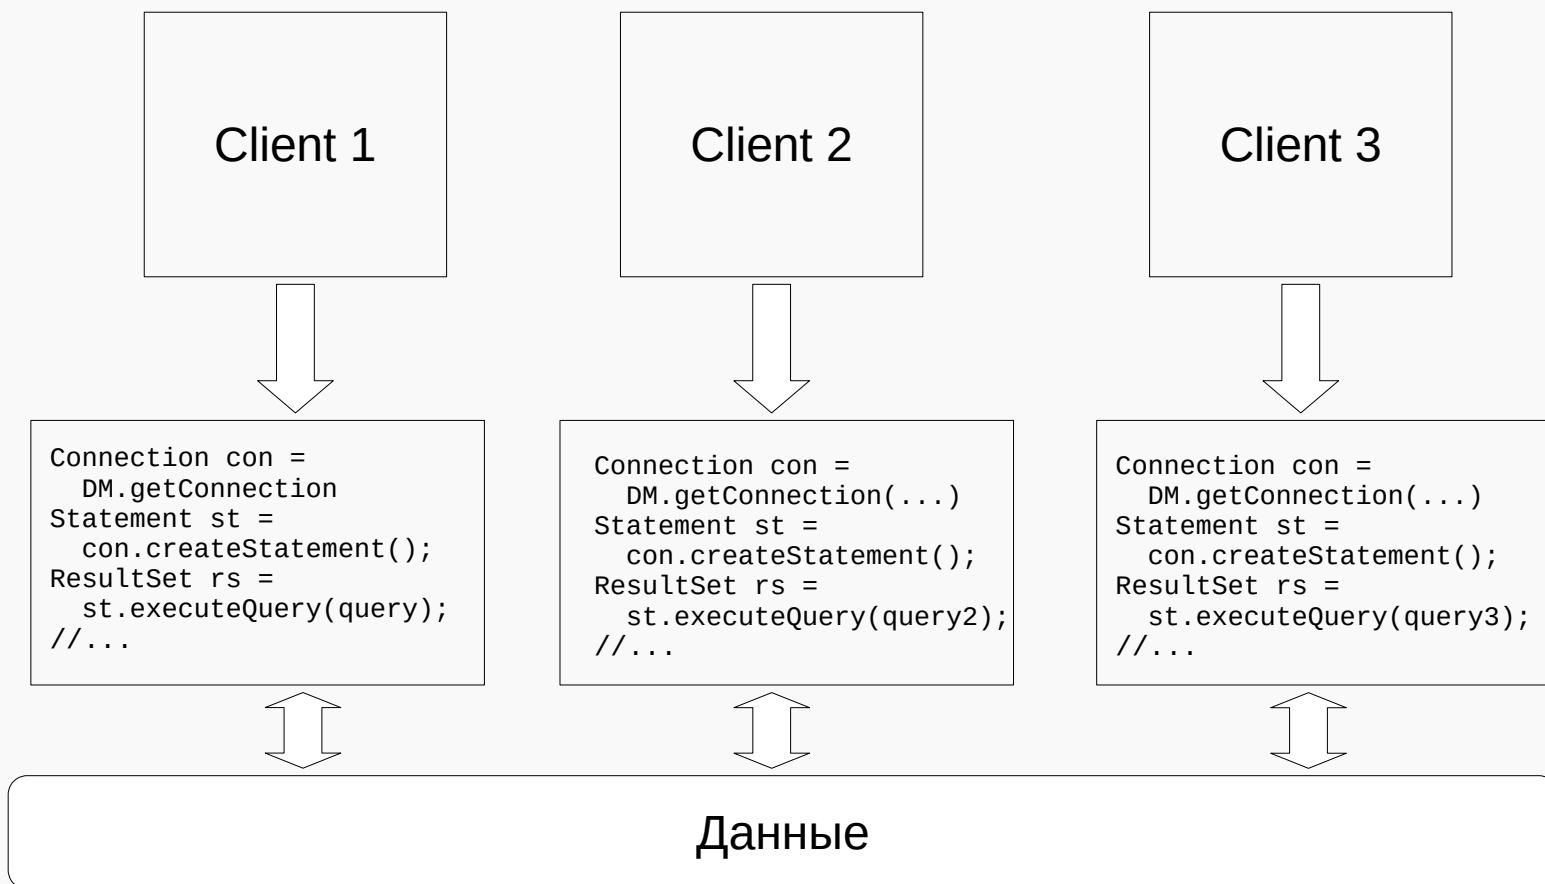 Client 1
Client 2
Client 3
Connection con =
  DM.getConnection
Statement st =
  con.createStatement();
ResultSet rs =
  st.executeQuery(query);
//...
Connection con =
  DM.getConnection(...)
Statement st =
  con.createStatement();
ResultSet rs =
  st.executeQuery(query2);
//...
Connection con =
  DM.getConnection(...)
Statement st =
  con.createStatement();
ResultSet rs =
  st.executeQuery(query3);
//...
Данные